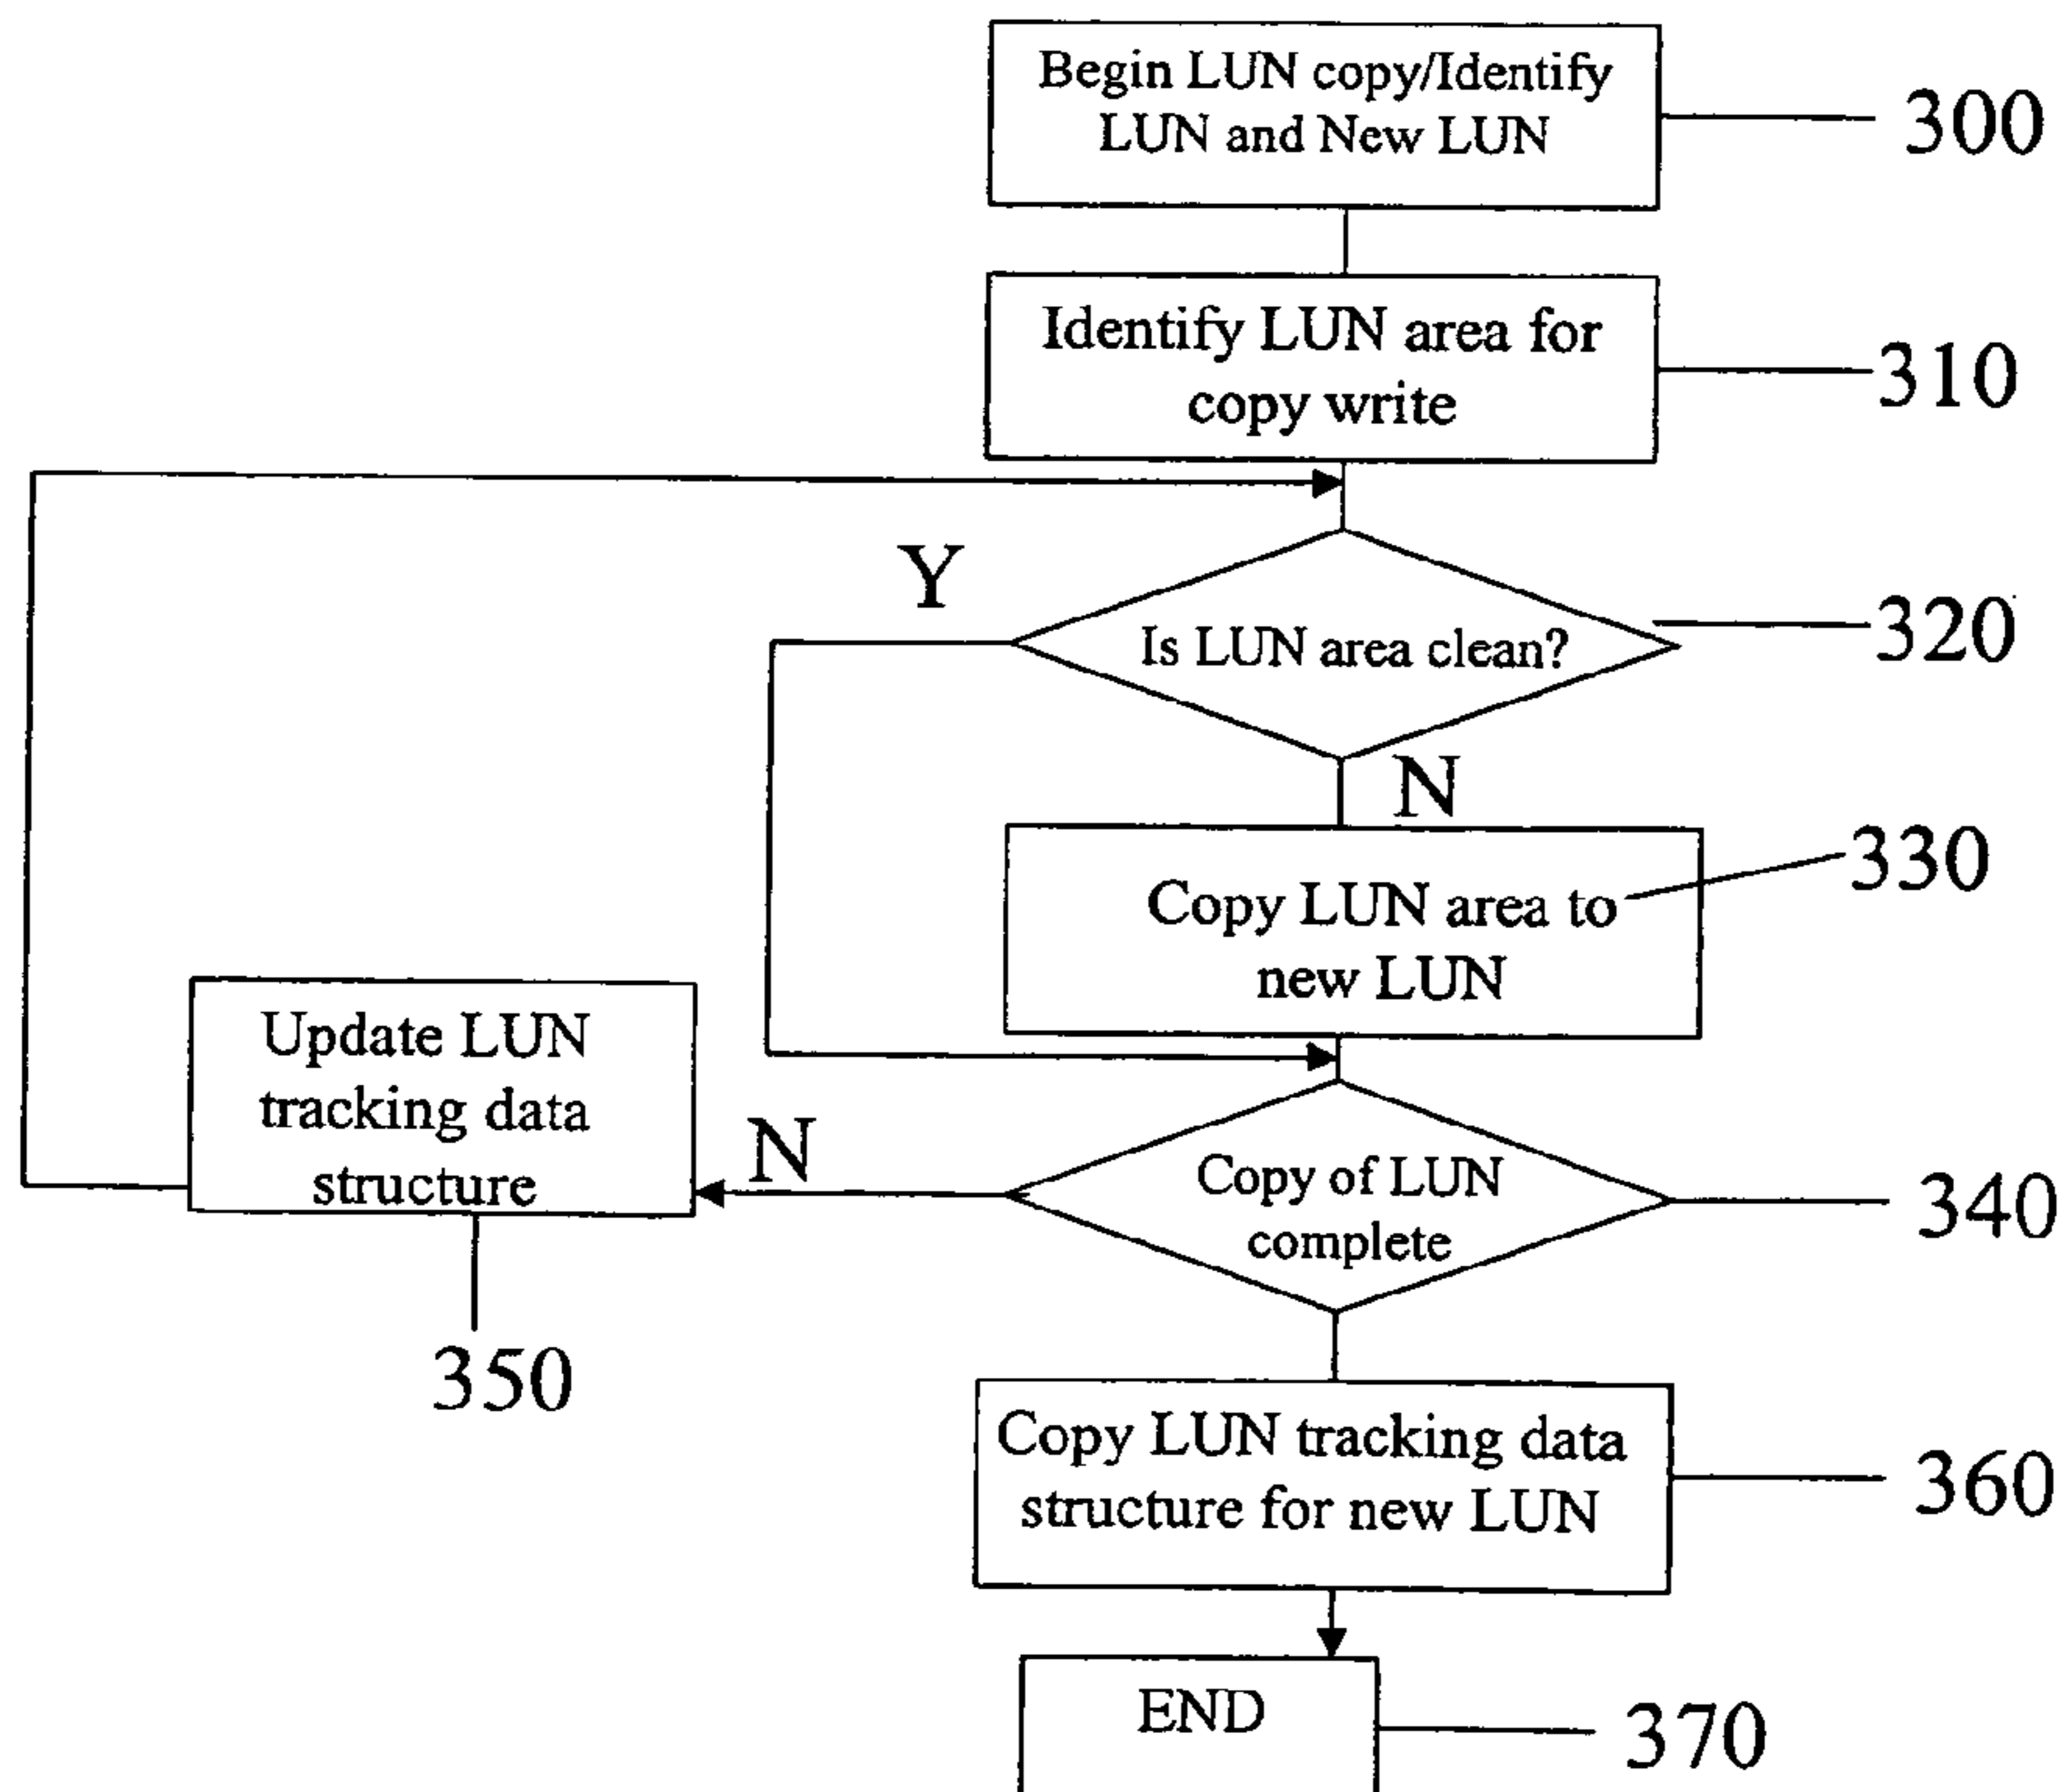 Begin LUN copy/Identify
LUN and New LUN
300
Identify LUN area for
copy write
310
Y
Is LUN area clean?
320
N
Copy LUN area to
new LUN
330
Update LUN
tracking data
structure
350
N
Copy of LUN
complete
340
Copy LUN tracking data
structure for new LUN
360
END
370